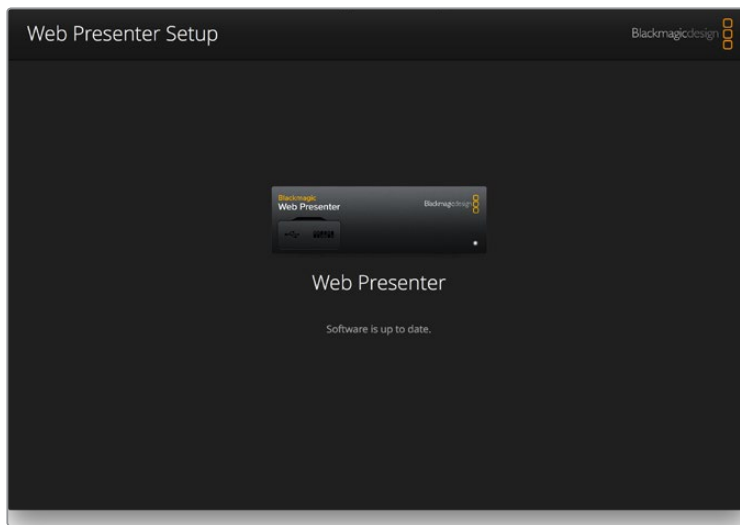 Web Presenter Setup
Blackmagicdesign
Blackmagic
Web Presenter
Blackmagicdesign
Web Presenter
Software is up to date.